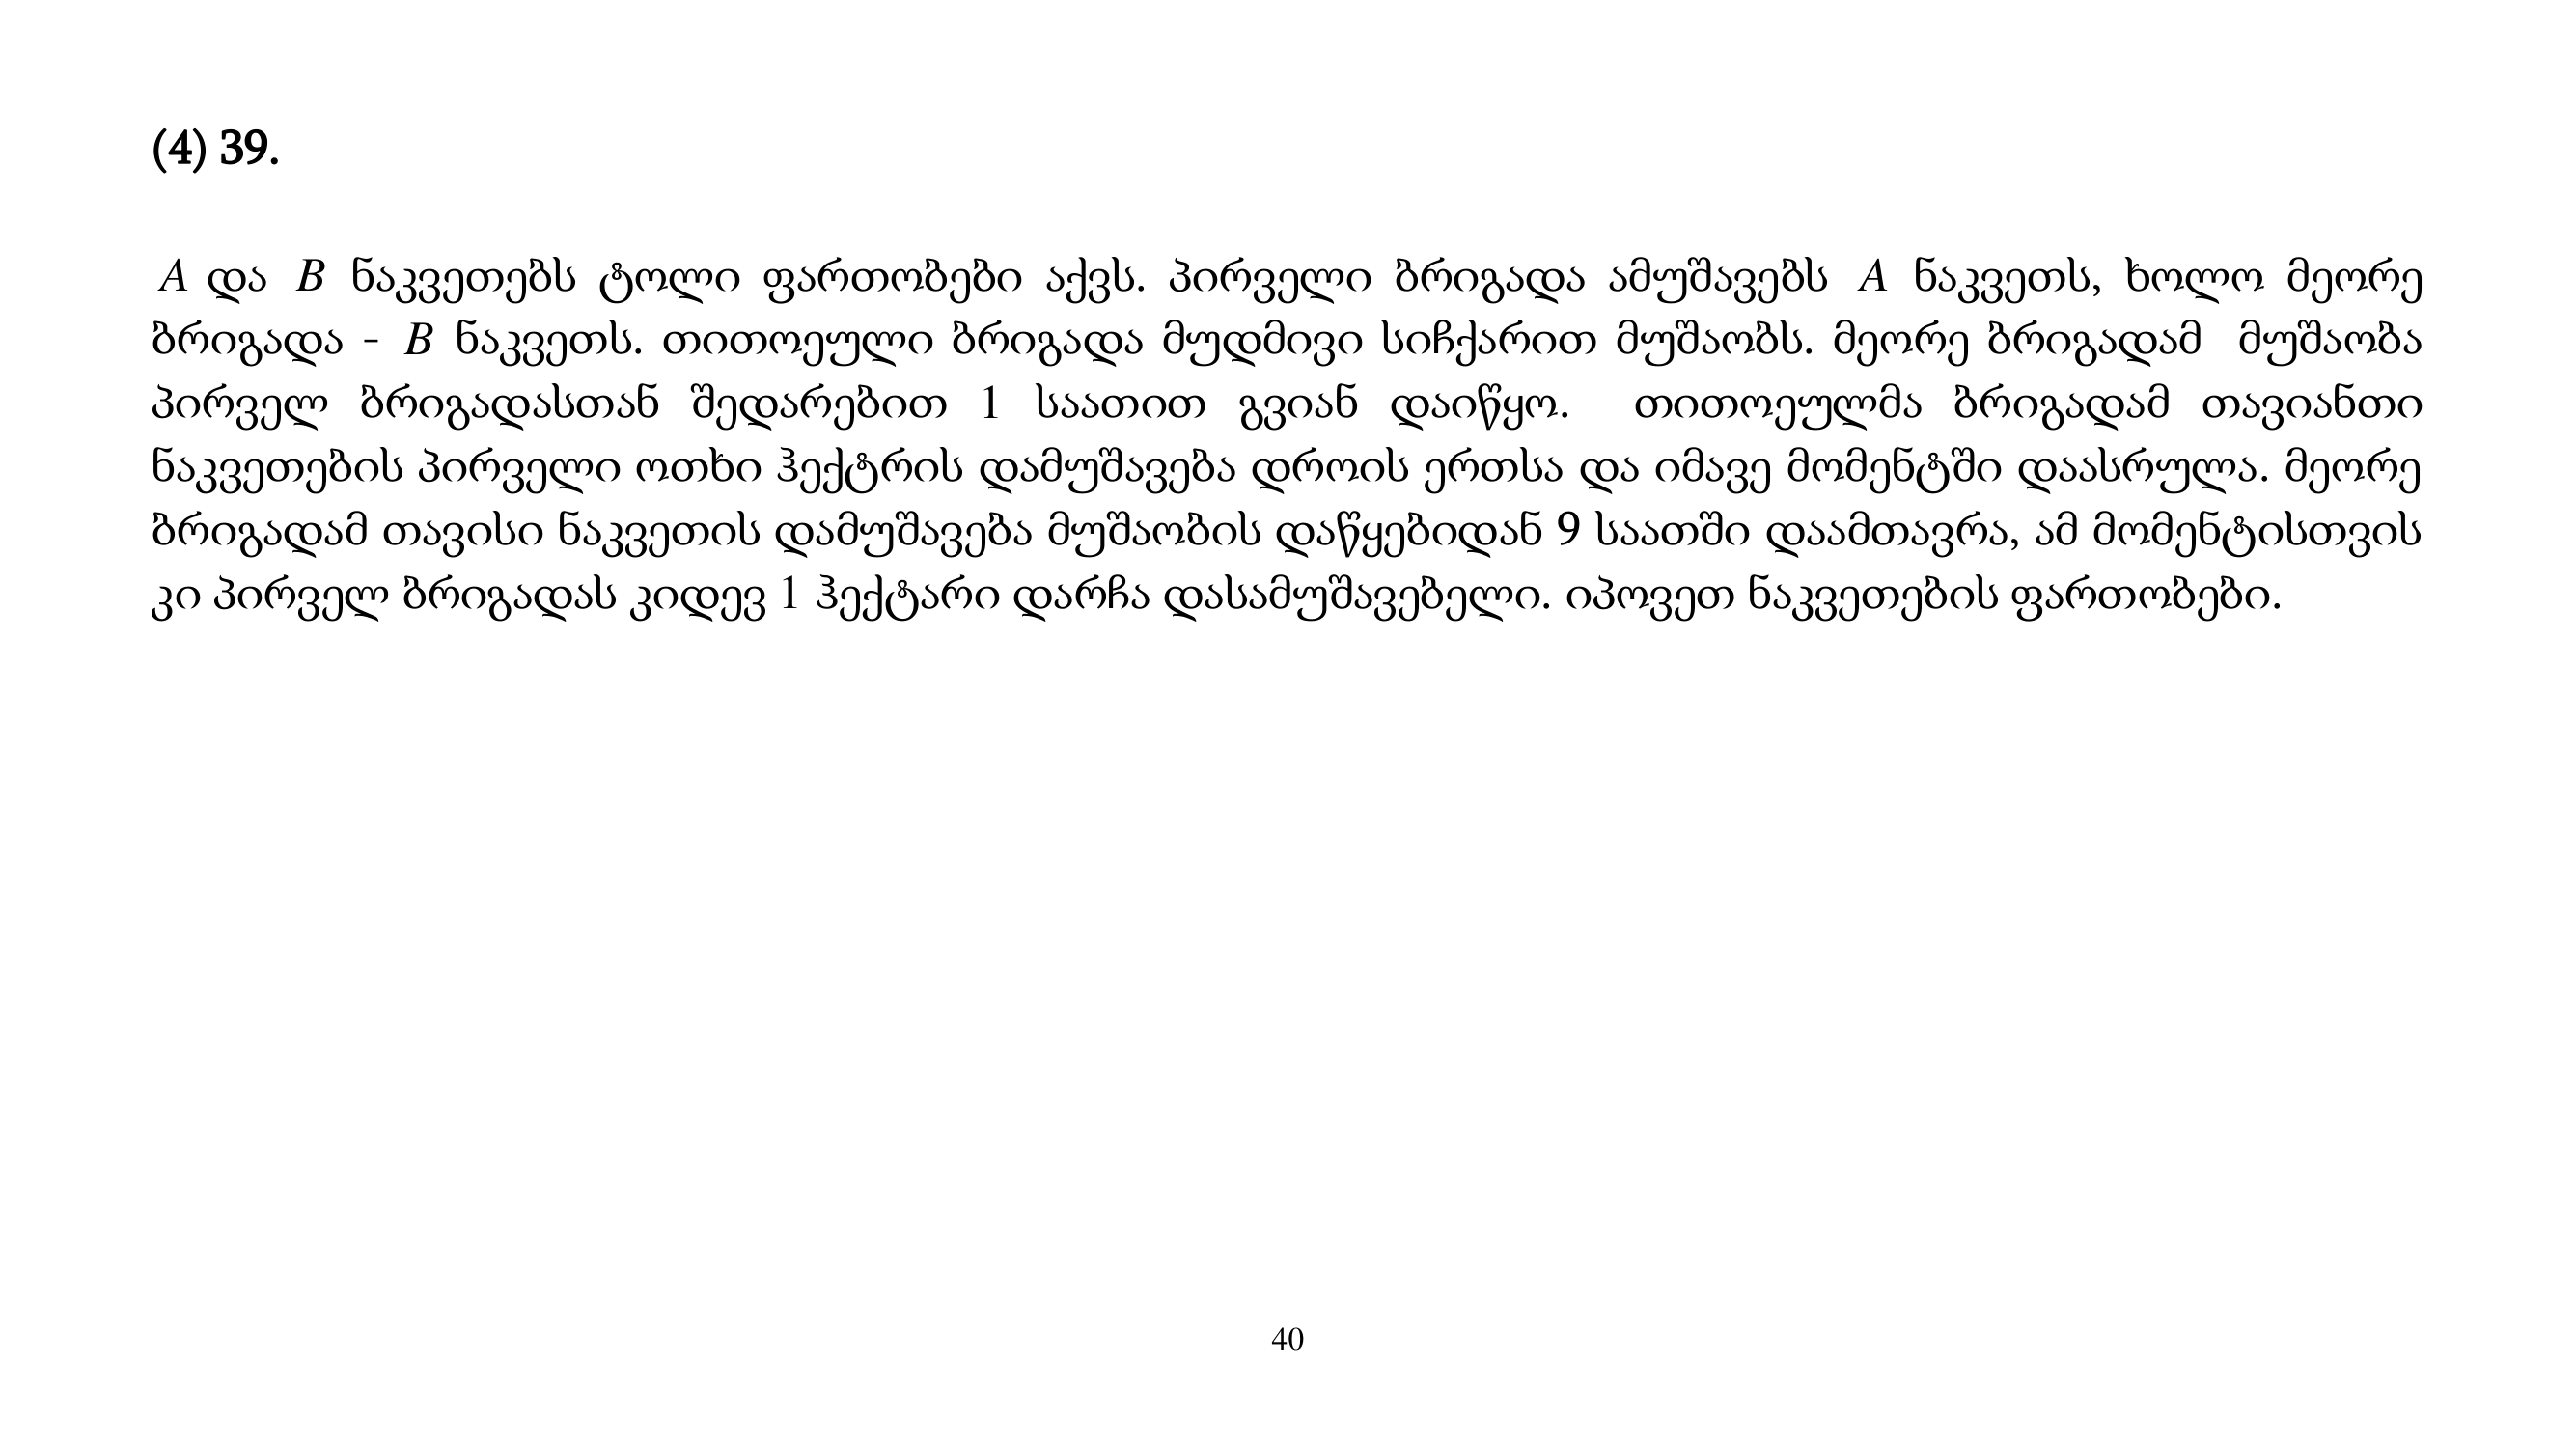 (4) 39.
A და B ნაკვეთებს ტოლი ფართობები აქვს. პირველი ბრიგადა ამუშავებს A ნაკვეთს, ხოლო მეორე
ბრიგადა - B ნაკვეთს. თითოეული ბრიგადა მუდმივი სიჩქარით მუშაობს. მეორე ბრიგადამ მუშაობა
პირველ ბრიგადასთან შედარებით 1 საათით გვიან დაიწყო. თითოეულმა ბრიგადამ თავიანთი
ნაკვეთების პირველი ოთხი ჰექტრის დამუშავება დროის ერთსა და იმავე მომენტში დაასრულა. მეორე
ბრიგადამ თავისი ნაკვეთის დამუშავება მუშაობის დაწყებიდან 9 საათში დაამთავრა, ამ მომენტისთვის
კი პირველ ბრიგადას კიდევ 1 ჰექტარი დარჩა დასამუშავებელი. იპოვეთ ნაკვეთების ფართობები.
40